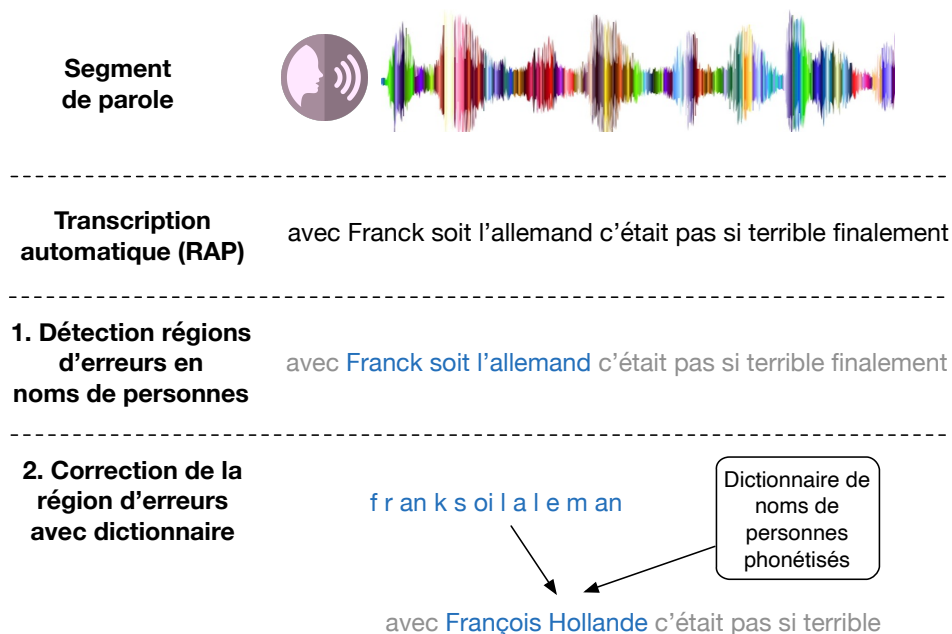 Segment
de parole
Transcription
automatique (RAP)
avec Franck soit l'allemand c'était pas si terrible finalement
1. Détection régions
d'erreurs en
noms de personnes
avec Franck soit l'allemand c'était pas si terrible finalement
2. Correction de la
région d'erreurs
avec dictionnaire
f r an k s oi l a l e m an
Dictionnaire de
noms de
personnes
phonétisés
avec François Hollande c'était pas si terrible